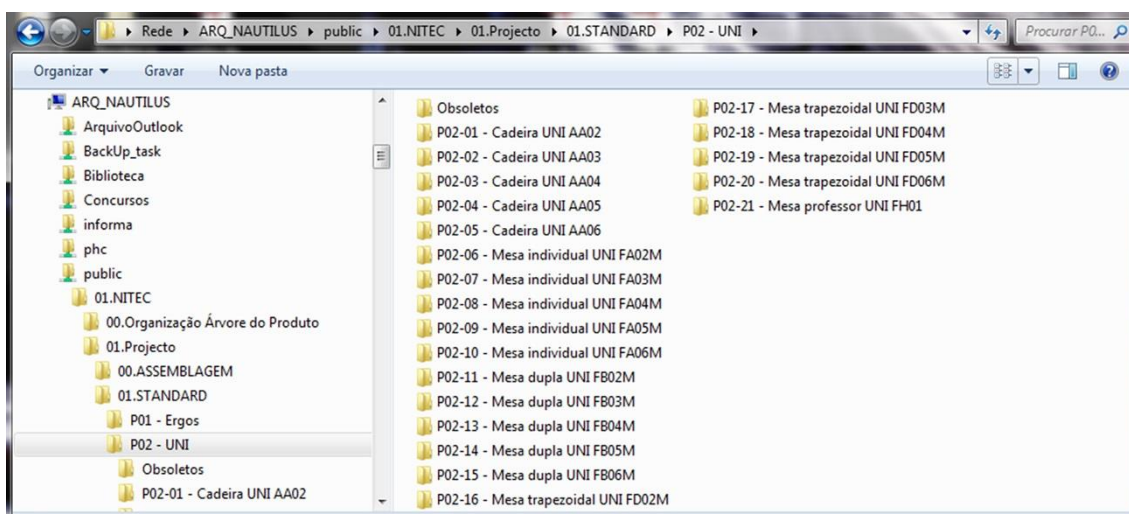 Rede ▸ ARQ_NAUTILUS ▸ public ▸ 01.NITEC ▸ 01.Projecto ▸ 01.STANDARD ▸ P02 - UNI ▸
Procurar P0...
Organizar Gravar Nova pasta
ARQ_NAUTILUS
ArquivoOutlook
BackUp_task
Biblioteca
Concursos
informa
phc
public
01.NITEC
00.Organização Árvore do Produto
01.Projecto
00.ASSEMBLAGEM
01.STANDARD
P01 - Ergos
P02 - UNI
Obsoletos
P02-01 - Cadeira UNI AA02
Obsoletos
P02-01 - Cadeira UNI AA02
P02-02 - Cadeira UNI AA03
P02-03 - Cadeira UNI AA04
P02-04 - Cadeira UNI AA05
P02-05 - Cadeira UNI AA06
P02-06 - Mesa individual UNI FA02M
P02-07 - Mesa individual UNI FA03M
P02-08 - Mesa individual UNI FA04M
P02-09 - Mesa individual UNI FA05M
P02-10 - Mesa individual UNI FA06M
P02-11 - Mesa dupla UNI FB02M
P02-12 - Mesa dupla UNI FB03M
P02-13 - Mesa dupla UNI FB04M
P02-14 - Mesa dupla UNI FB05M
P02-15 - Mesa dupla UNI FB06M
P02-16 - Mesa trapezoidal UNI FD02M
P02-17 - Mesa trapezoidal UNI FD03M
P02-18 - Mesa trapezoidal UNI FD04M
P02-19 - Mesa trapezoidal UNI FD05M
P02-20 - Mesa trapezoidal UNI FD06M
P02-21 - Mesa professor UNI FH01